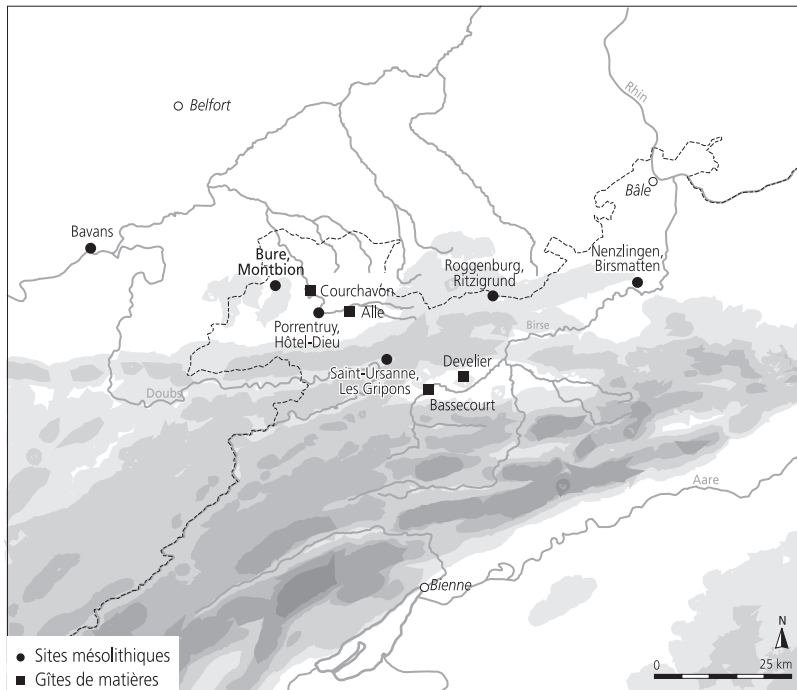 Rhin
Belfort
Bâle
Bavans
Bure,
Montbion
Roggenburg,
Ritzigrund
Nenzlingen,
Birsmatten
Courchavon
Alle
Porrentruy,
Hôtel-Dieu
Birse
Saint-Ursanne,
Les Gripons
Develier
Doubs
Bassecourt
Aare
Bienne
N
Sites mésolithiques
Gîtes de matières
0 25 km